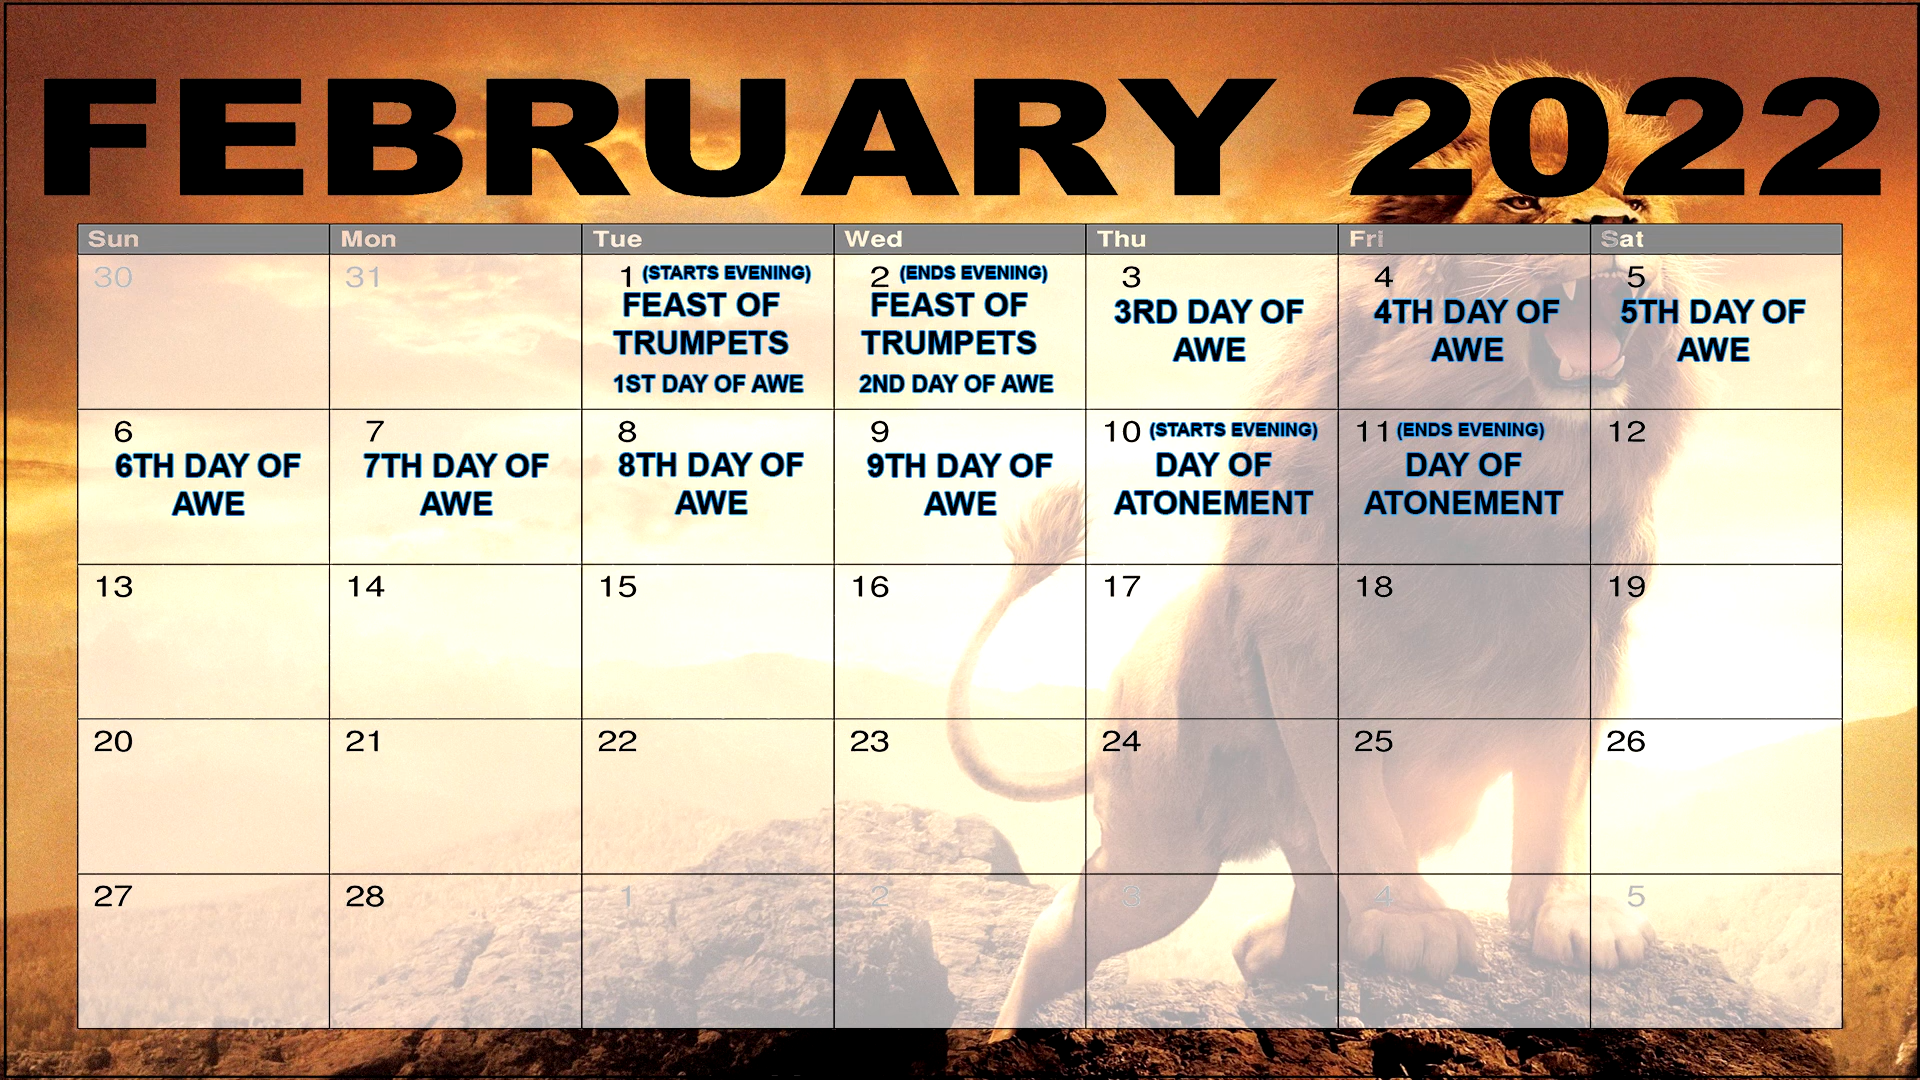 FEBRUARY 2022
Sun Mon Tue Wed Thu Fri Sat
30 31 1 (STARTS EVENING) 2 (ENDS EVENING) 3 4 5
FEAST OF FEAST OF 3RD DAY OF 4TH DAY OF 5TH DAY OF
TRUMPETS TRUMPETS AWE AWE AWE
1ST DAY OF AWE 2ND DAY OF AWE
6 7 8 9 10 (STARTS EVENING) 11 (ENDS EVENING) 12
6TH DAY OF 7TH DAY OF 8TH DAY OF 9TH DAY OF DAY OF DAY OF
AWE AWE AWE AWE ATONEMENT ATONEMENT
13 14 15 16 17 18 19
20 21 22 23 24 25 26
27 28 1 2 3 4 5